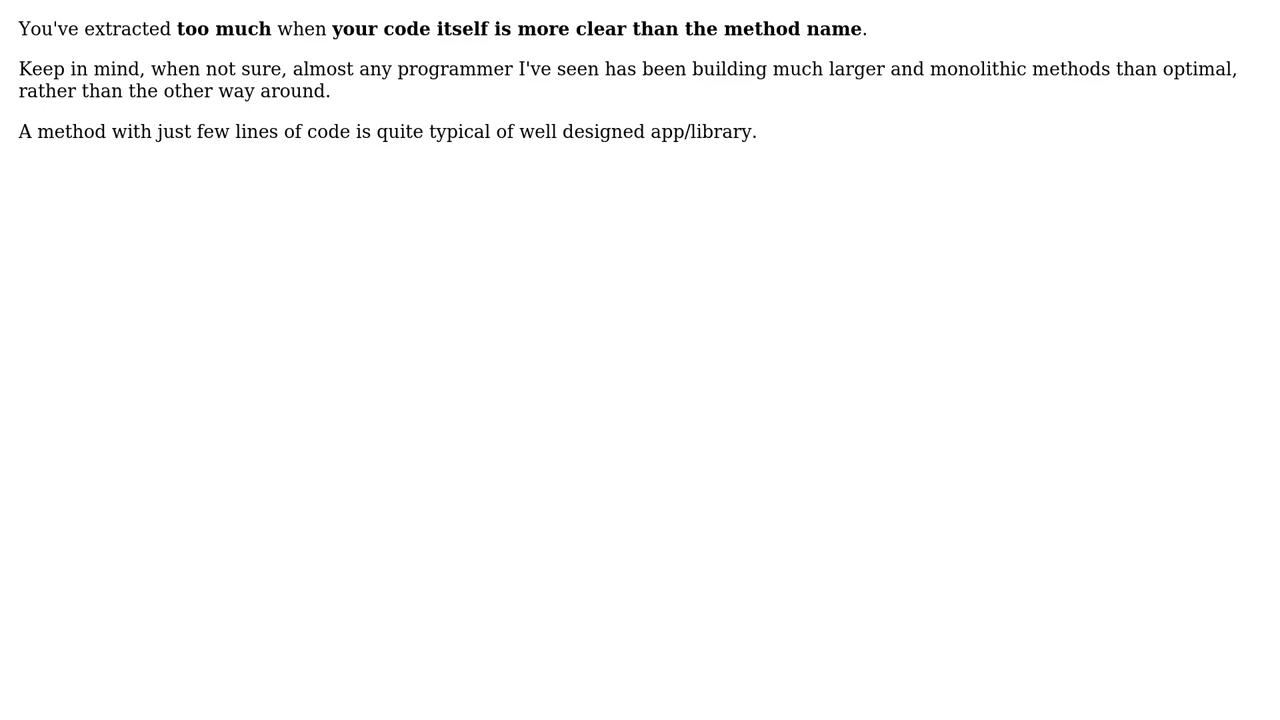 You've extracted too much when your code itself is more clear than the method name.
Keep in mind, when not sure, almost any programmer I've seen has been building much larger and monolithic methods than optimal,
rather than the other way around.
A method with just few lines of code is quite typical of well designed app/library.